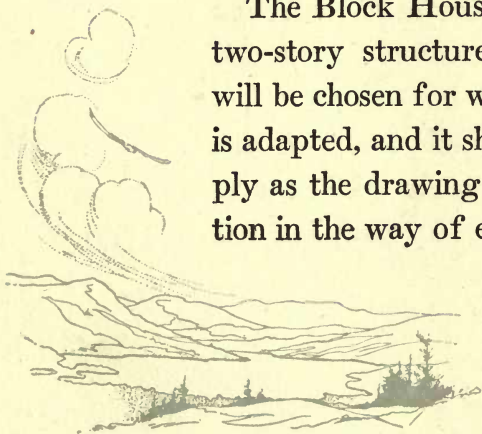 The Block Hous
two-story structure
will be chosen for w
is adapted, and it sh
ply as the drawing
tion in the way of e